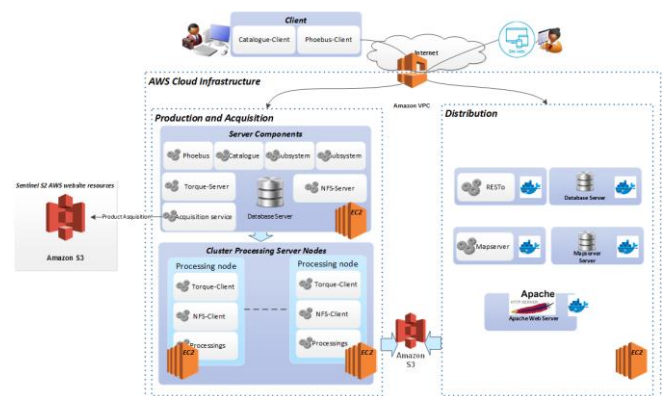 Client
Catalogue-Client
Phoebus-Client
Internet
AWS Cloud Infrastructure
Amazon VPC
Production and Acquisition
Distribution
Server Components
Phoebus
Catalogue
Subsystem
Subsystem
Torque-Server
NFS-Server
Database Server
Acquisition service
EC2
Sentinel S2 AWS website resources
Product Acquisition
Amazon S3
Cluster Processing Server Nodes
Processing node
Torque-Client
NFS-Client
Processings
EC2
Processing node
Torque-Client
NFS-Client
Processings
EC2
Amazon
S3
RESTo
Database Server
Mapserver
Mapserver
Server
Apache
HTTP SERVER
Apache Web Server
EC2